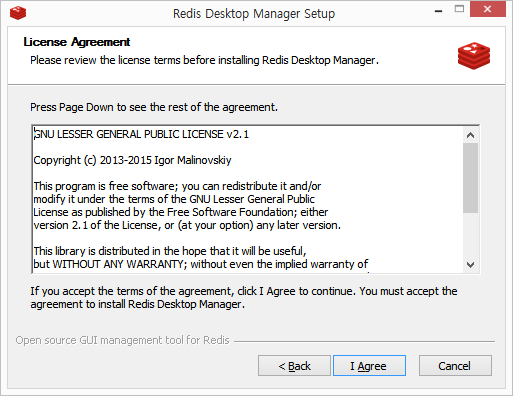 Redis Desktop Manager Setup
License Agreement
Please review the license terms before installing Redis Desktop Manager.
Press Page Down to see the rest of the agreement.
GNU LESSER GENERAL PUBLIC LICENSE v2.1
Copyright (c) 2013-2015 Igor Malinovskiy
This program is free software; you can redistribute it and/or
modify it under the terms of the GNU Lesser General Public
License as published by the Free Software Foundation; either
version 2.1 of the License, or (at your option) any later version.
This library is distributed in the hope that it will be useful,
but WITHOUT ANY WARRANTY; without even the implied warranty of
If you accept the terms of the agreement, click I Agree to continue. You must accept the
agreement to install Redis Desktop Manager.
Open source GUI management tool for Redis
< Back
I Agree
Cancel